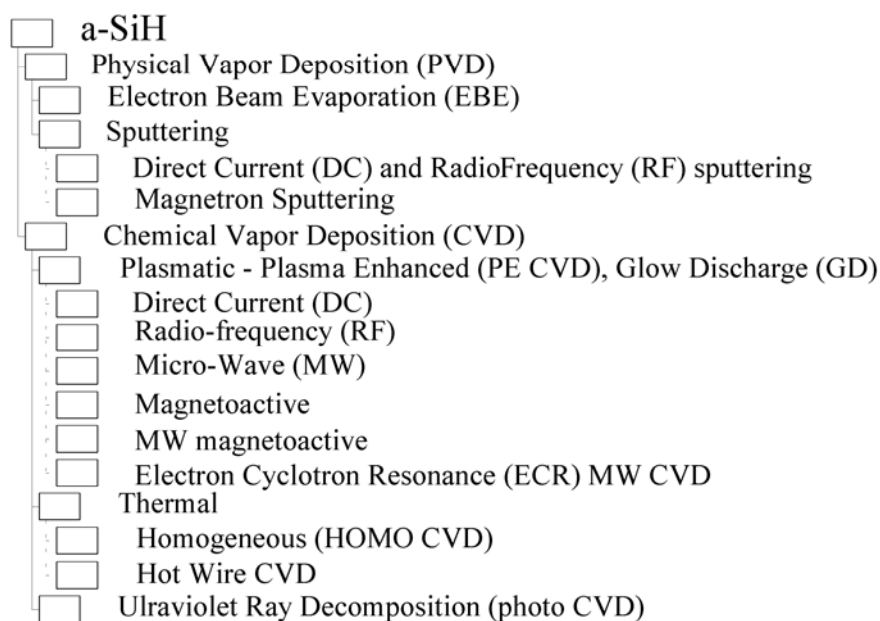 a-SiH
Physical Vapor Deposition (PVD)
Electron Beam Evaporation (EBE)
Sputtering
Direct Current (DC) and RadioFrequency (RF) sputtering
Magnetron Sputtering
Chemical Vapor Deposition (CVD)
Plasmatic - Plasma Enhanced (PE CVD), Glow Discharge (GD)
Direct Current (DC)
Radio-frequency (RF)
Micro-Wave (MW)
Magnetoactive
MW magnetoactive
Electron Cyclotron Resonance (ECR) MW CVD
Thermal
Homogeneous (HOMO CVD)
Hot Wire CVD
Ulraviolet Ray Decomposition (photo CVD)